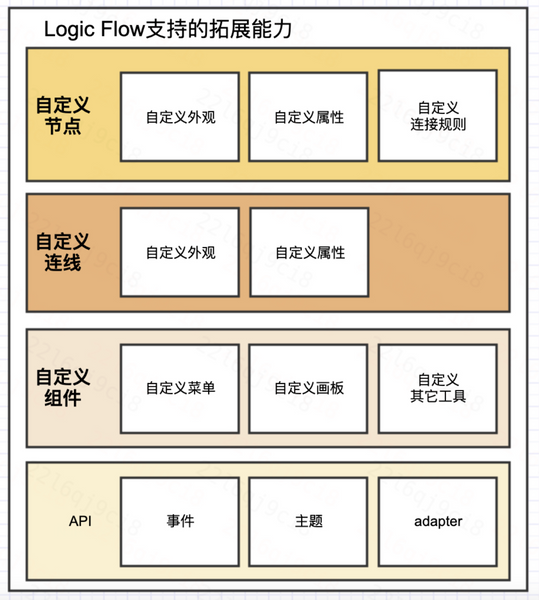 Logic Flow支持的拓展能力
自定义
节点
自定义外观
自定义属性
自定义
连接规则
自定义
连线
自定义外观
自定义属性
自定义
组件
自定义菜单
自定义画板
自定义
其它工具
API
事件
主题
adapter